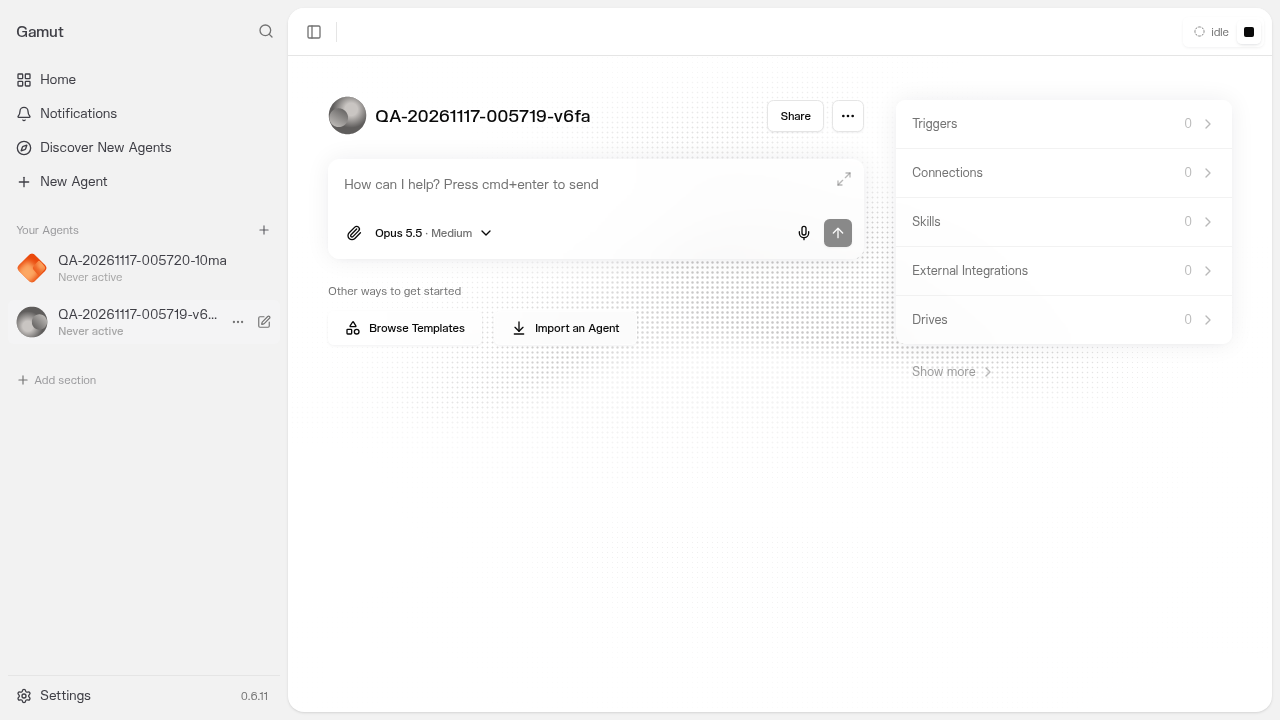 Gamut
Home
Notifications
Discover New Agents
New Agent
Your Agents
QA-20261117-005720-10ma
Never active
QA-20261117-005719-v6...
Never active
Add section
Settings
0.6.11
idle
QA-20261117-005719-v6fa
Share
How can I help? Press cmd+enter to send
Opus 5.5 · Medium
Other ways to get started
Browse Templates
Import an Agent
Triggers 0
Connections 0
Skills 0
External Integrations 0
Drives 0
Show more